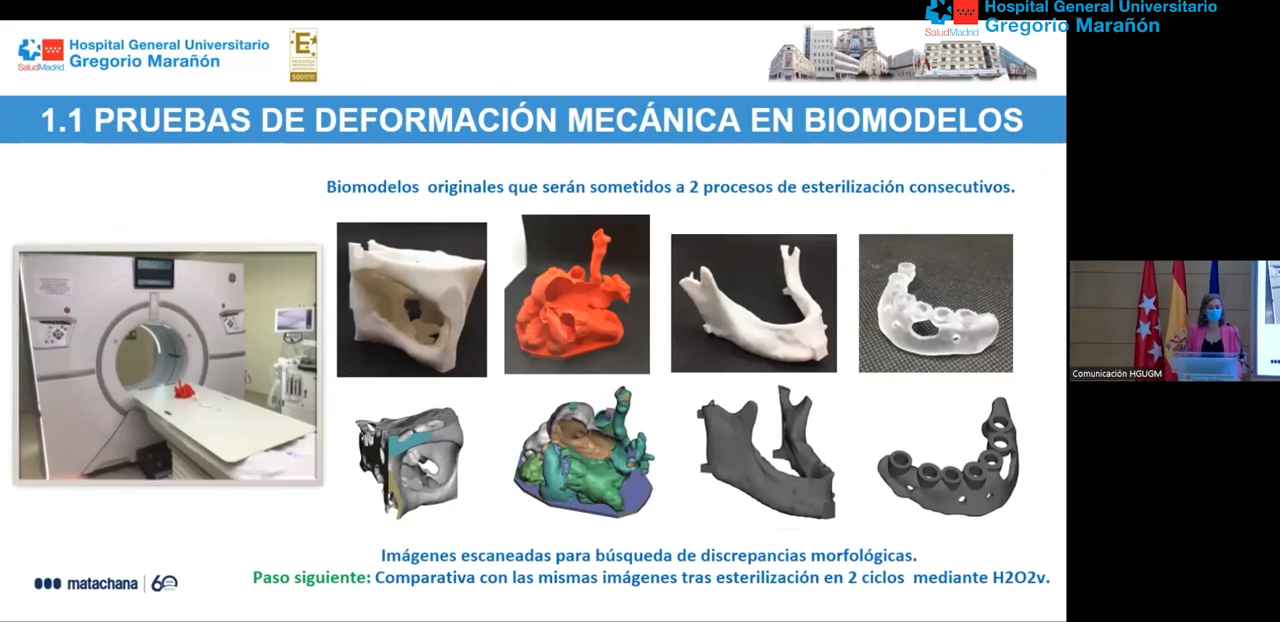 Hospital General Universitario
Gregorio Marañón
SaludMadrid
Hospital General Universitario
Gregorio Marañón
SaludMadrid
E
500
1.1 PRUEBAS DE DEFORMACIÓN MECÁNICA EN BIOMODELOS
Biomodelos originales que serán sometidos a 2 procesos de esterilización consecutivos.
Comunicación HGUGM
Imágenes escaneadas para búsqueda de discrepancias morfológicas.
Paso siguiente: Comparativa con las mismas imágenes tras esterilización en 2 ciclos mediante H2O2v.
matachana 60